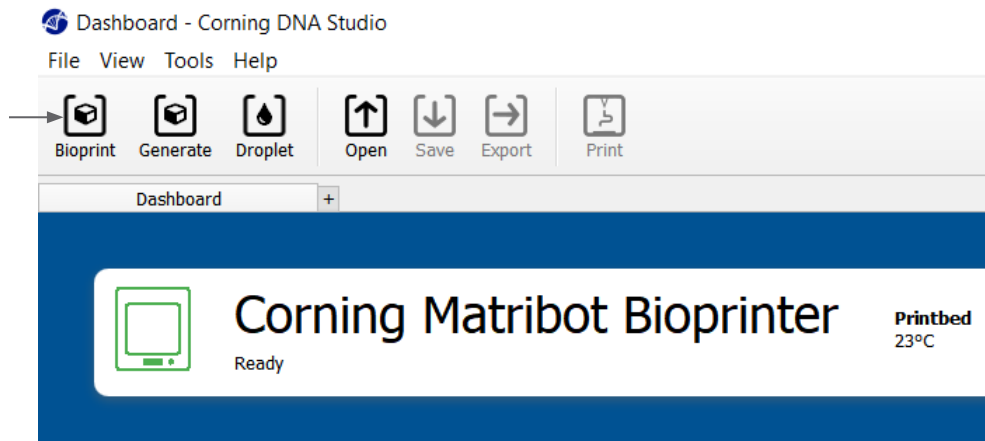 Dashboard - Corning DNA Studio
File View Tools Help
Bioprint Generate Droplet Open Save Export Print
Dashboard +
Corning Matribot Bioprinter
Ready
Printbed
23°C